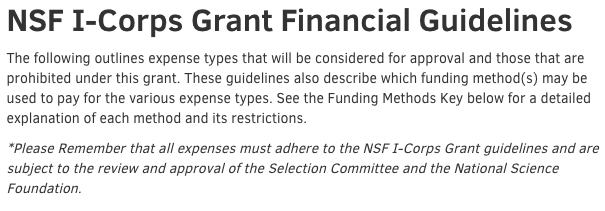 NSF I-Corps Grant Financial Guidelines
The following outlines expense types that will be considered for approval and those that are
prohibited under this grant. These guidelines also describe which funding method(s) may be
used to pay for the various expense types. See the Funding Methods Key below for a detailed
explanation of each method and its restrictions.
*Please Remember that all expenses must adhere to the NSF I-Corps Grant guidelines and are
subject to the review and approval of the Selection Committee and the National Science
Foundation.